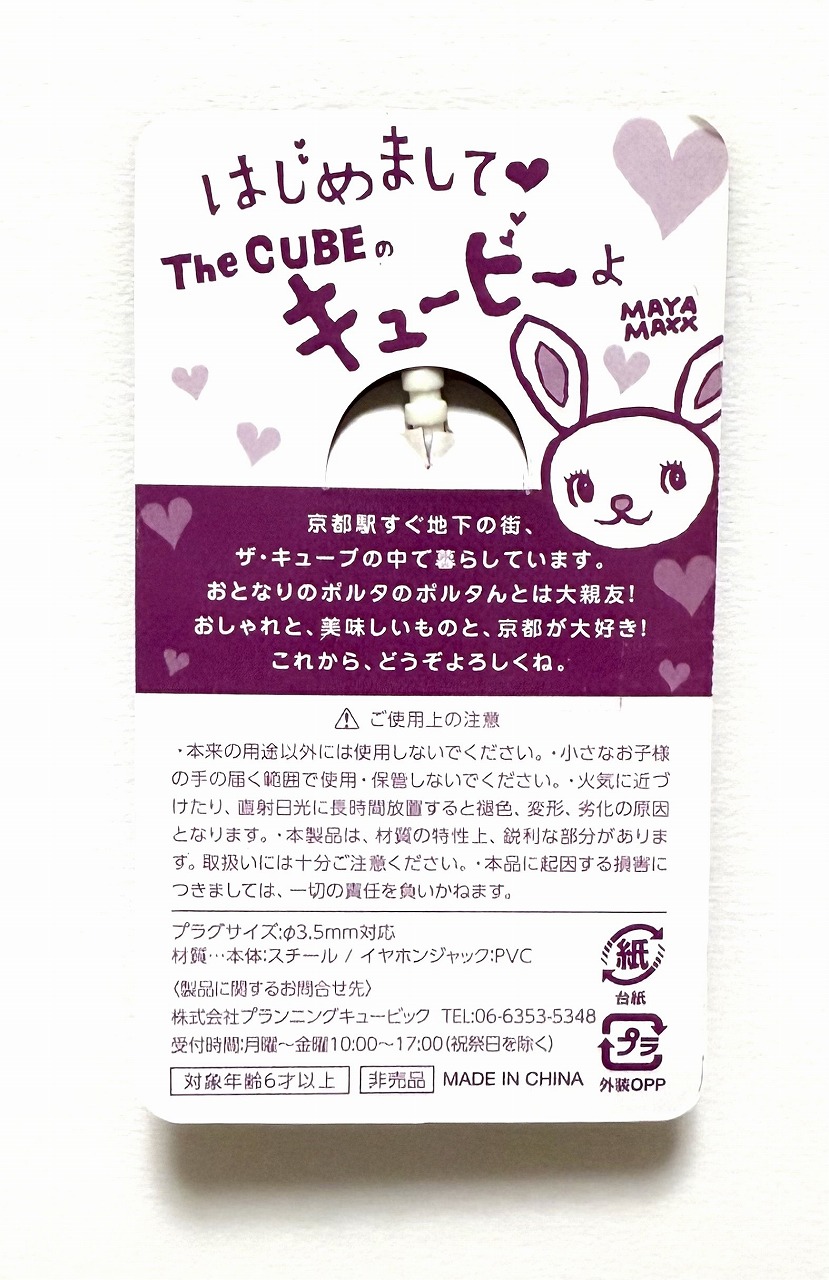 はじめまして♥
The CUBEの
キュービーよ
MAYA
MAXX
京都駅すぐ地下の街、
ザ・キューブの中で暮らしています。
おとなりのポルタのポルタんとは大親友!
おしゃれと、美味しいものと、京都が大好き!
これから、どうぞよろしくね。
⚠ ご使用上の注意
・本来の用途以外には使用しないでください。・小さなお子様
の手の届く範囲で使用・保管しないでください。・火気に近づ
けたり、直射日光に長時間放置すると褪色、変形、劣化の原因
となります。・本製品は、材質の特性上、鋭利な部分がありま
す。取扱いには十分ご注意ください。・本品に起因する損害に
つきましては、一切の責任を負いかねます。
プラグサイズ:φ3.5mm対応
材質…本体:スチール / イヤホンジャック:PVC
〈製品に関するお問合せ先〉
株式会社プランニングキュービック TEL:06-6353-5348
受付時間:月曜〜金曜10:00〜17:00(祝祭日を除く)
対象年齢6才以上 非売品 MADE IN CHINA
紙
台紙
プラ
外装OPP